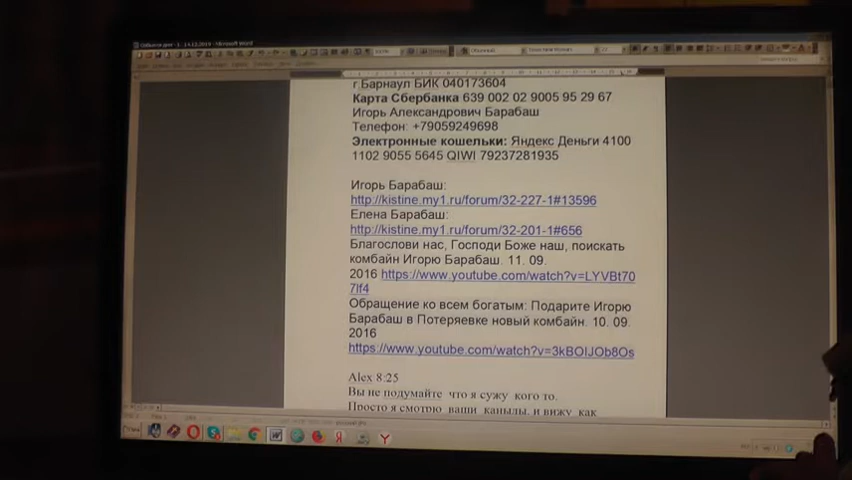 г Барнаул БИК 040173604
Карта Сбербанка 639 002 02 9005 95 29 67
Игорь Александрович Барабаш
Телефон: +79059249698
Электронные кошельки: Яндекс Деньги 4100
1102 9055 5645 QIWI 79237281935
Игорь Барабаш:
http://kistine.my1.ru/forum/32-227-1#13596
Елена Барабаш:
http://kistine.my1.ru/forum/32-201-1#656
Благослови нас, Господи Боже наш, поискать
комбайн Игорю Барабаш. 11. 09.
2016 https://www.youtube.com/watch?v=LYVBt70
7lf4
Обращение ко всем богатым: Подарите Игорю
Барабаш в Потеряевке новый комбайн. 10. 09.
2016
https://www.youtube.com/watch?v=3kBOIJOb8Os
Alex 8:25
Вы не подумайте что я сужу кого то.
Просто я смотрю ваши каныlы, и вижу как